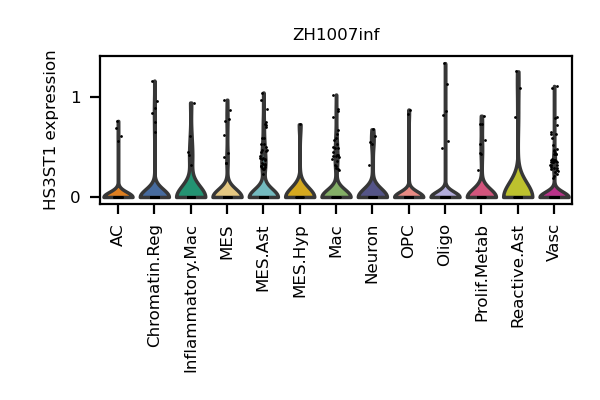 ZH1007inf
HS3ST1 expression
1
0
AC
Chromatin.Reg
Inflammatory.Mac
MES
MES.Ast
MES.Hyp
Mac
Neuron
OPC
Oligo
Prolif.Metab
Reactive.Ast
Vasc